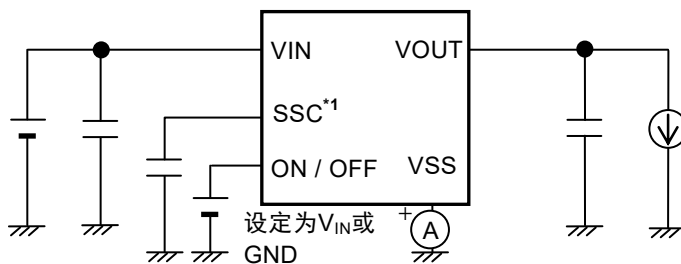 VIN
VOUT
SSC*1
ON / OFF
VSS
设定为VIN或
GND
+
A